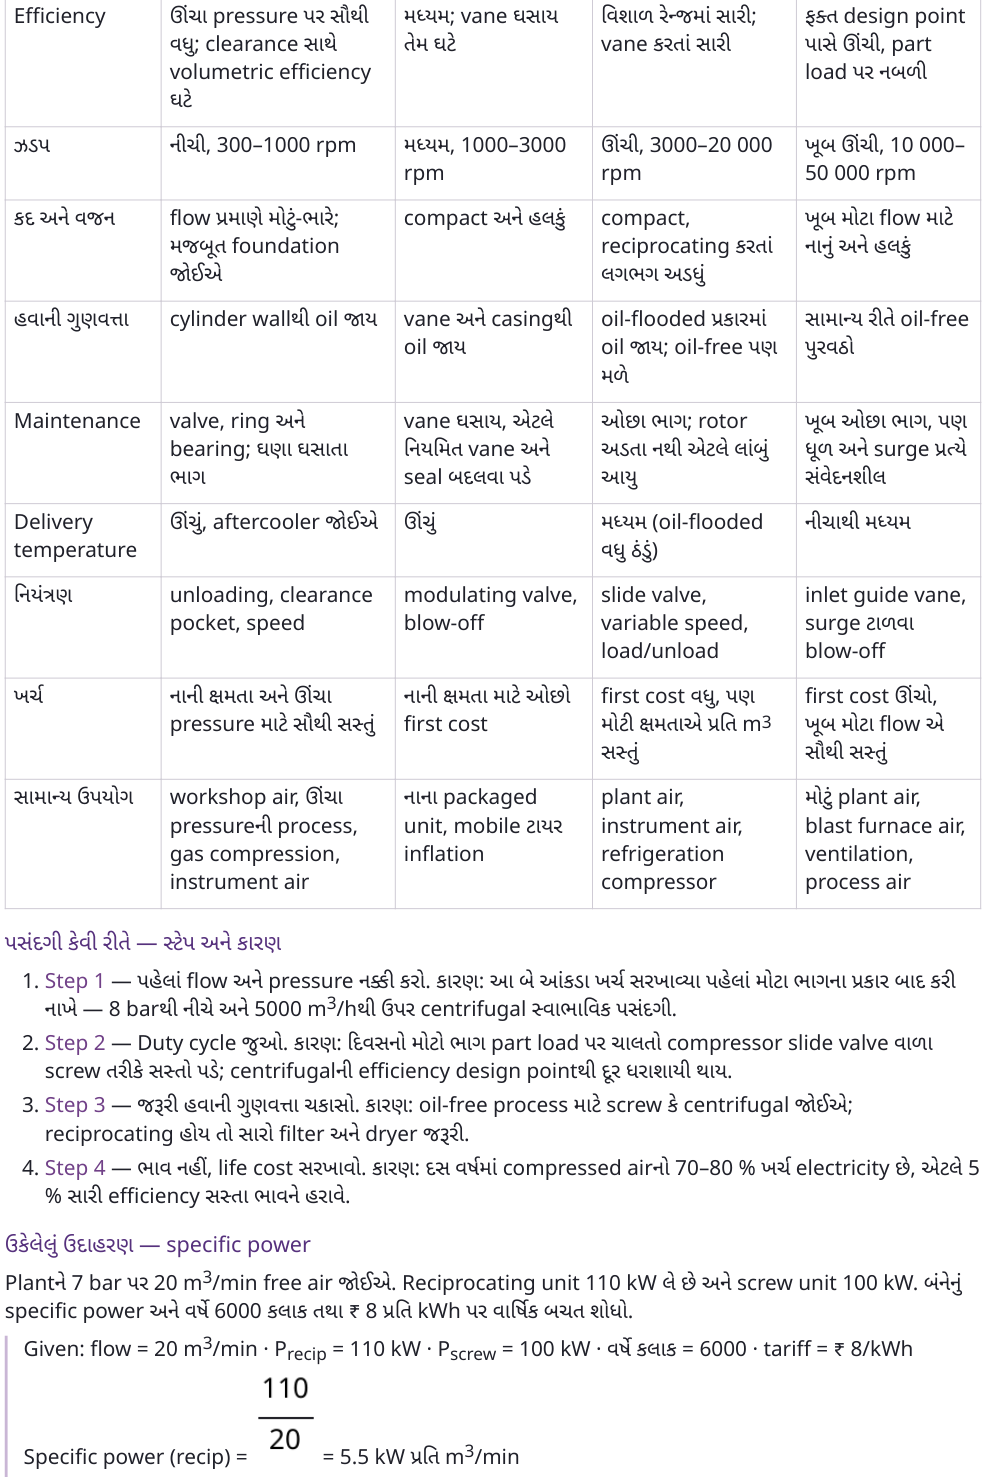 Efficiency
ઊંચા pressure પર સૌથી
વધુ; clearance સાથે
volumetric efficiency
ઘટે
મધ્યમ; vane ઘસાય
તેમ ઘટે
વિશાળ રેન્જમાં સારી;
vane કરતાં સારી
ફક્ત design point
પાસે ઊંચી, part
load પર નબળી
ઝડપ
નીચી, 300–1000 rpm
મધ્યમ, 1000–3000
rpm
ઊંચી, 3000–20 000
rpm
ખૂબ ઊંચી, 10 000–
50 000 rpm
કદ અને વજન
flow પ્રમાણે મોટું-ભારે;
મજબૂત foundation
જોઈએ
compact અને હલકું
compact,
reciprocating કરતાં
લગભગ અડધું
ખૂબ મોટા flow માટે
નાનું અને હલકું
હવાની ગુણવત્તા
cylinder wallથી oil જાય
vane અને casingથી
oil જાય
oil-flooded પ્રકારમાં
oil જાય; oil-free પણ
મળે
સામાન્ય રીતે oil-free
પુરવઠો
Maintenance
valve, ring અને
bearing; ઘણા ઘસાતા
ભાગ
vane ઘસાય, એટલે
નિયમિત vane અને
seal બદલવા પડે
ઓછા ભાગ; rotor
અડતા નથી એટલે લાંબું
આયુ
ખૂબ ઓછા ભાગ, પણ
ધૂળ અને surge પ્રત્યે
સંવેદનશીલ
Delivery
temperature
ઊંચું, aftercooler જોઈએ
ઊંચું
મધ્યમ (oil-flooded
વધુ ઠંડું)
નીચાથી મધ્યમ
નિયંત્રણ
unloading, clearance
pocket, speed
modulating valve,
blow-off
slide valve,
variable speed,
load/unload
inlet guide vane,
surge ટાળવા
blow-off
ખર્ચ
નાની ક્ષમતા અને ઊંચા
pressure માટે સૌથી સસ્તું
નાની ક્ષમતા માટે ઓછો
first cost
first cost વધુ, પણ
મોટી ક્ષમતાએ પ્રતિ m³
સસ્તું
first cost ઊંચો,
ખૂબ મોટા flow એ
સૌથી સસ્તું
સામાન્ય ઉપયોગ
workshop air, ઊંચા
pressureની process,
gas compression,
instrument air
નાના packaged
unit, mobile ટાયર
inflation
plant air,
instrument air,
refrigeration
compressor
મોટું plant air,
blast furnace air,
ventilation,
process air
પસંદગી કેવી રીતે — સ્ટેપ અને કારણ
1. Step 1 — પહેલાં flow અને pressure નક્કી કરો. કારણ: આ બે આંકડા ખર્ચ સરખાવ્યા પહેલાં મોટા ભાગના પ્રકાર બાદ કરી
નાખે — 8 barથી નીચે અને 5000 m³/hથી ઉપર centrifugal સ્વાભાવિક પસંદગી.
2. Step 2 — Duty cycle જુઓ. કારણ: દિવસનો મોટો ભાગ part load પર ચાલતો compressor slide valve વાળા
screw તરીકે સસ્તો પડે; centrifugalની efficiency design pointથી દૂર ધરાશાયી થાય.
3. Step 3 — જરૂરી હવાની ગુણવત્તા ચકાસો. કારણ: oil-free process માટે screw કે centrifugal જોઈએ;
reciprocating હોય તો સારો filter અને dryer જરૂરી.
4. Step 4 — ભાવ નહીં, life cost સરખાવો. કારણ: દસ વર્ષમાં compressed airનો 70–80 % ખર્ચ electricity છે, એટલે 5
% સારી efficiency સસ્તા ભાવને હરાવે.
ઉકેલેલું ઉદાહરણ — specific power
Plantને 7 bar પર 20 m³/min free air જોઈએ. Reciprocating unit 110 kW લે છે અને screw unit 100 kW. બંનેનું
specific power અને વર્ષે 6000 કલાક તથા ₹ 8 પ્રતિ kWh પર વાર્ષિક બચત શોધો.
Given: flow = 20 m³/min · P_recip = 110 kW · P_screw = 100 kW · વર્ષે કલાક = 6000 · tariff = ₹ 8/kWh
Specific power (recip) = 110/20 = 5.5 kW પ્રતિ m³/min